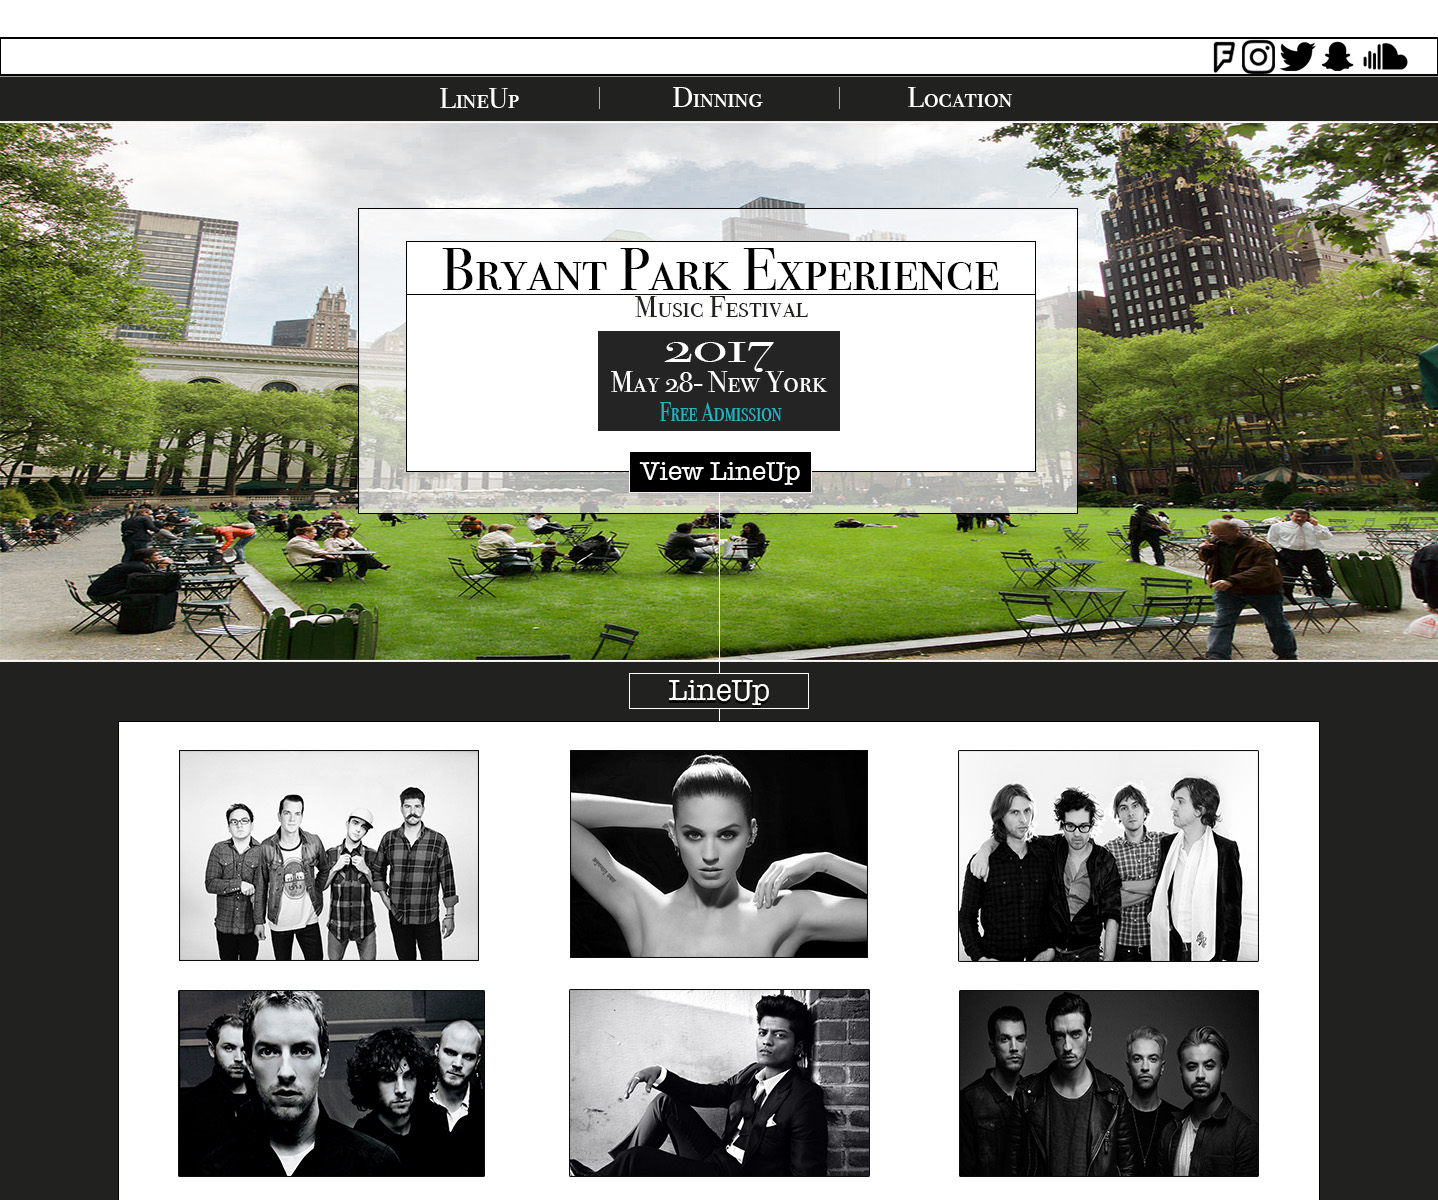 LineUp
Dinning
Location
Bryant Park Experience
Music Festival
2017
May 28- New York
Free Admission
View LineUp
LineUp